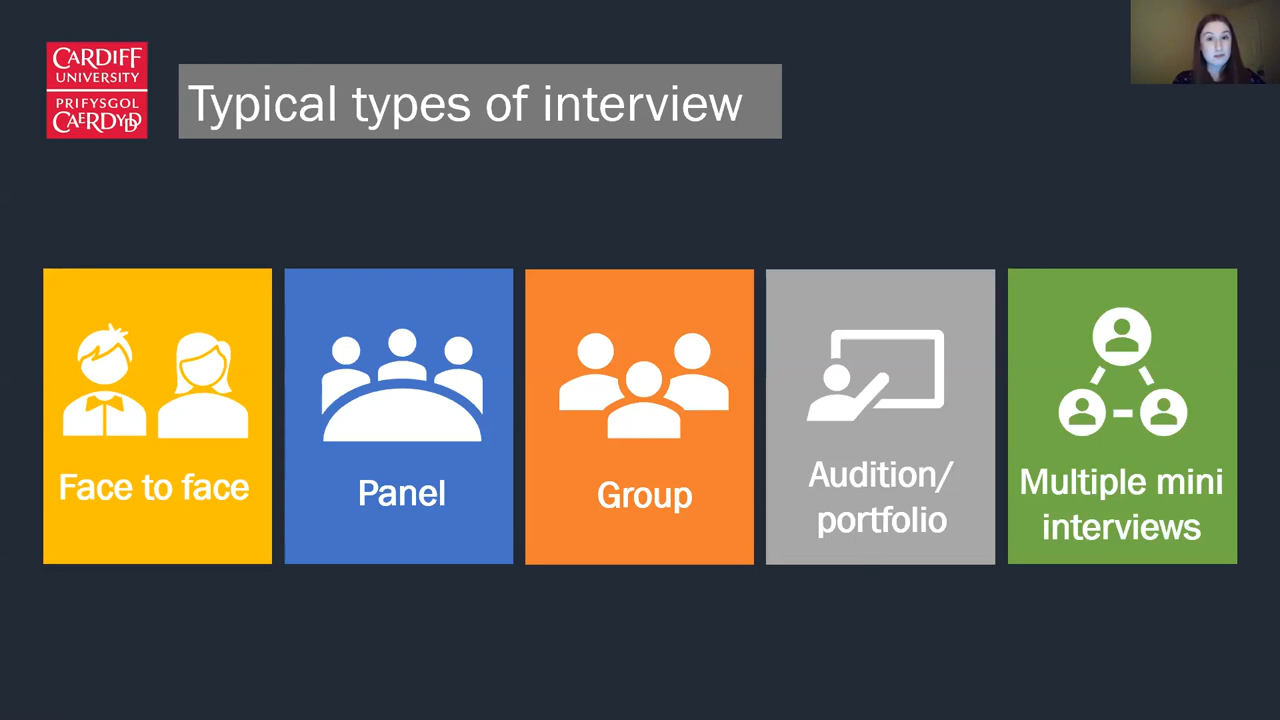 CARDIFF
UNIVERSITY
PRIFYSGOL
CAERDYDD
Typical types of interview
Face to face
Panel
Group
Audition/
portfolio
Multiple mini
interviews